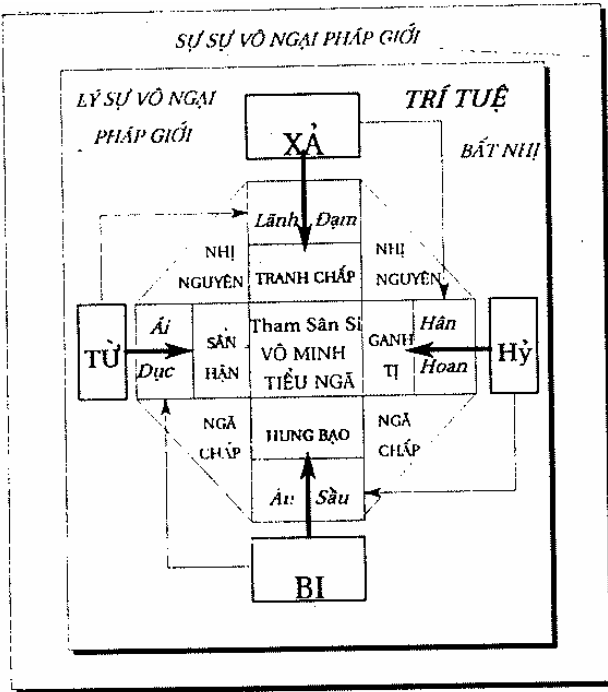 SỰ SỰ VÔ NGẠI PHÁP GIỚI
LÝ SỰ VÔ NGẠI
PHÁP GIỚI
TRÍ TUỆ
BẤT NHỊ
XẢ
Lãnh Đạm
NHỊ
NGUYÊN
TRANH CHẤP
NHỊ
NGUYÊN
TỪ
Ái
Dục
SÂN
HẬN
Tham Sân Si
VÔ MINH
TIỂU NGÃ
GANH
TỊ
Hân
Hoan
Hỷ
NGÃ
CHẤP
HUNG BẠO
NGÃ
CHẤP
Âu Sầu
BI